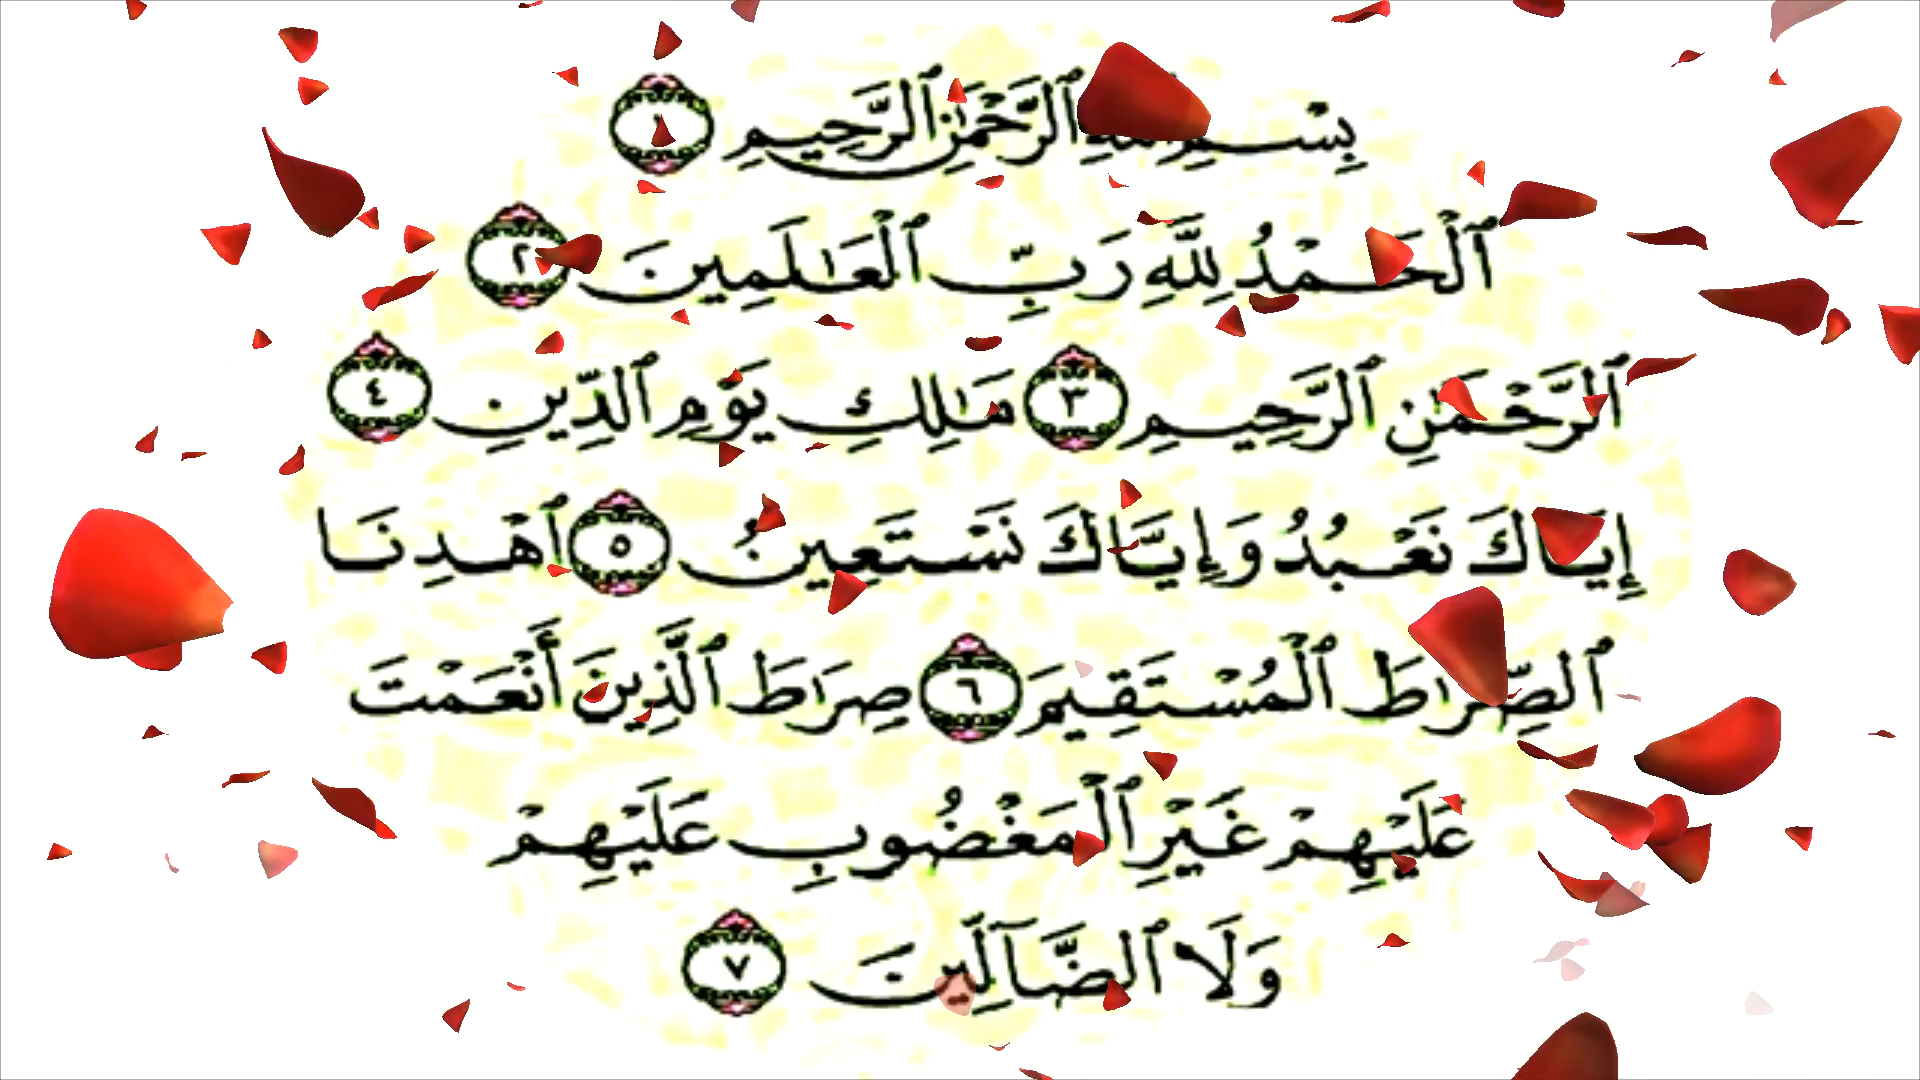 بِسْمِ ٱللَّهِ ٱلرَّحْمَٰنِ ٱلرَّحِيمِ ١
ٱلْحَمْدُ لِلَّهِ رَبِّ ٱلْعَٰلَمِينَ ٢
ٱلرَّحْمَٰنِ ٱلرَّحِيمِ ٣ مَٰلِكِ يَوْمِ ٱلدِّينِ ٤
إِيَّاكَ نَعْبُدُ وَإِيَّاكَ نَسْتَعِينُ ٥ ٱهْدِنَا
ٱلصِّرَٰطَ ٱلْمُسْتَقِيمَ ٦ صِرَٰطَ ٱلَّذِينَ أَنْعَمْتَ
عَلَيْهِمْ غَيْرِ ٱلْمَغْضُوبِ عَلَيْهِمْ
وَلَا ٱلضَّآلِّينَ ٧